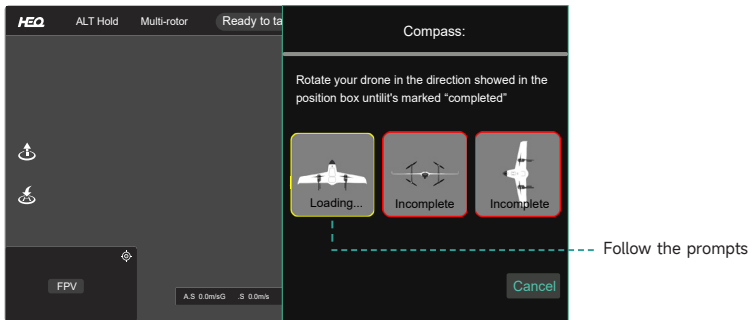 HEQ ALT Hold Multi-rotor Ready to ta
Compass:
Rotate your drone in the direction showed in the
position box untilit's marked “completed”
Loading... Incomplete Incomplete
Follow the prompts
FPV
A.S 0.0m/sG .S 0.0m/s
Cancel